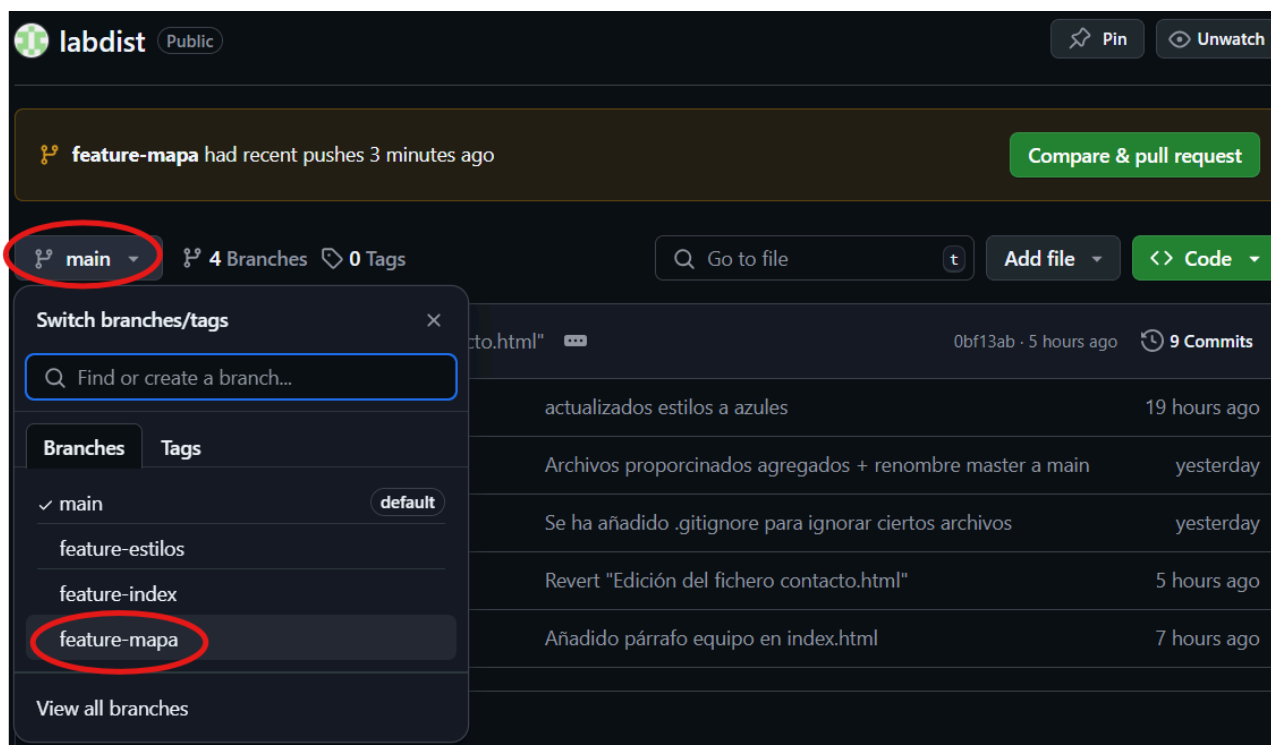 labdist Public Pin Unwatch
feature-mapa had recent pushes 3 minutes ago Compare & pull request
main 4 Branches 0 Tags Go to file t Add file Code
Switch branches/tags
cto.html" 0bf13ab · 5 hours ago 9 Commits
Find or create a branch...
actualizados estilos a azules 19 hours ago
Branches Tags
Archivos proporcinados agregados + renombre master a main yesterday
main default
Se ha añadido .gitignore para ignorar ciertos archivos yesterday
feature-estilos
feature-index
Revert "Edición del fichero contacto.html" 5 hours ago
feature-mapa
Añadido párrafo equipo en index.html 7 hours ago
View all branches